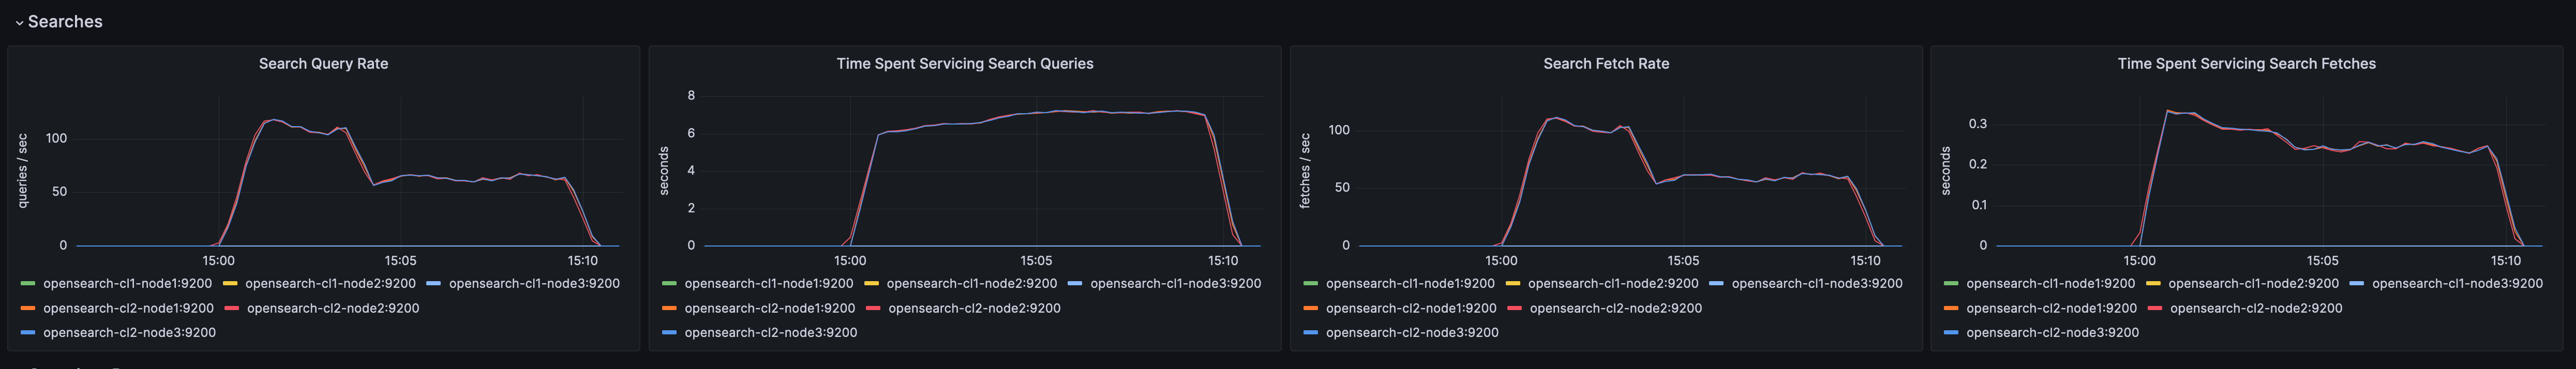 Searches
Search Query Rate
queries / sec
100
50
0
15:00 15:05 15:10
opensearch-cl1-node1:9200 opensearch-cl1-node2:9200 opensearch-cl1-node3:9200
opensearch-cl2-node1:9200 opensearch-cl2-node2:9200
opensearch-cl2-node3:9200
Time Spent Servicing Search Queries
seconds
8
6
4
2
0
15:00 15:05 15:10
opensearch-cl1-node1:9200 opensearch-cl1-node2:9200 opensearch-cl1-node3:9200
opensearch-cl2-node1:9200 opensearch-cl2-node2:9200
opensearch-cl2-node3:9200
Search Fetch Rate
fetches / sec
100
50
0
15:00 15:05 15:10
opensearch-cl1-node1:9200 opensearch-cl1-node2:9200 opensearch-cl1-node3:9200
opensearch-cl2-node1:9200 opensearch-cl2-node2:9200
opensearch-cl2-node3:9200
Time Spent Servicing Search Fetches
seconds
0.3
0.2
0.1
0
15:00 15:05 15:10
opensearch-cl1-node1:9200 opensearch-cl1-node2:9200 opensearch-cl1-node3:9200
opensearch-cl2-node1:9200 opensearch-cl2-node2:9200
opensearch-cl2-node3:9200